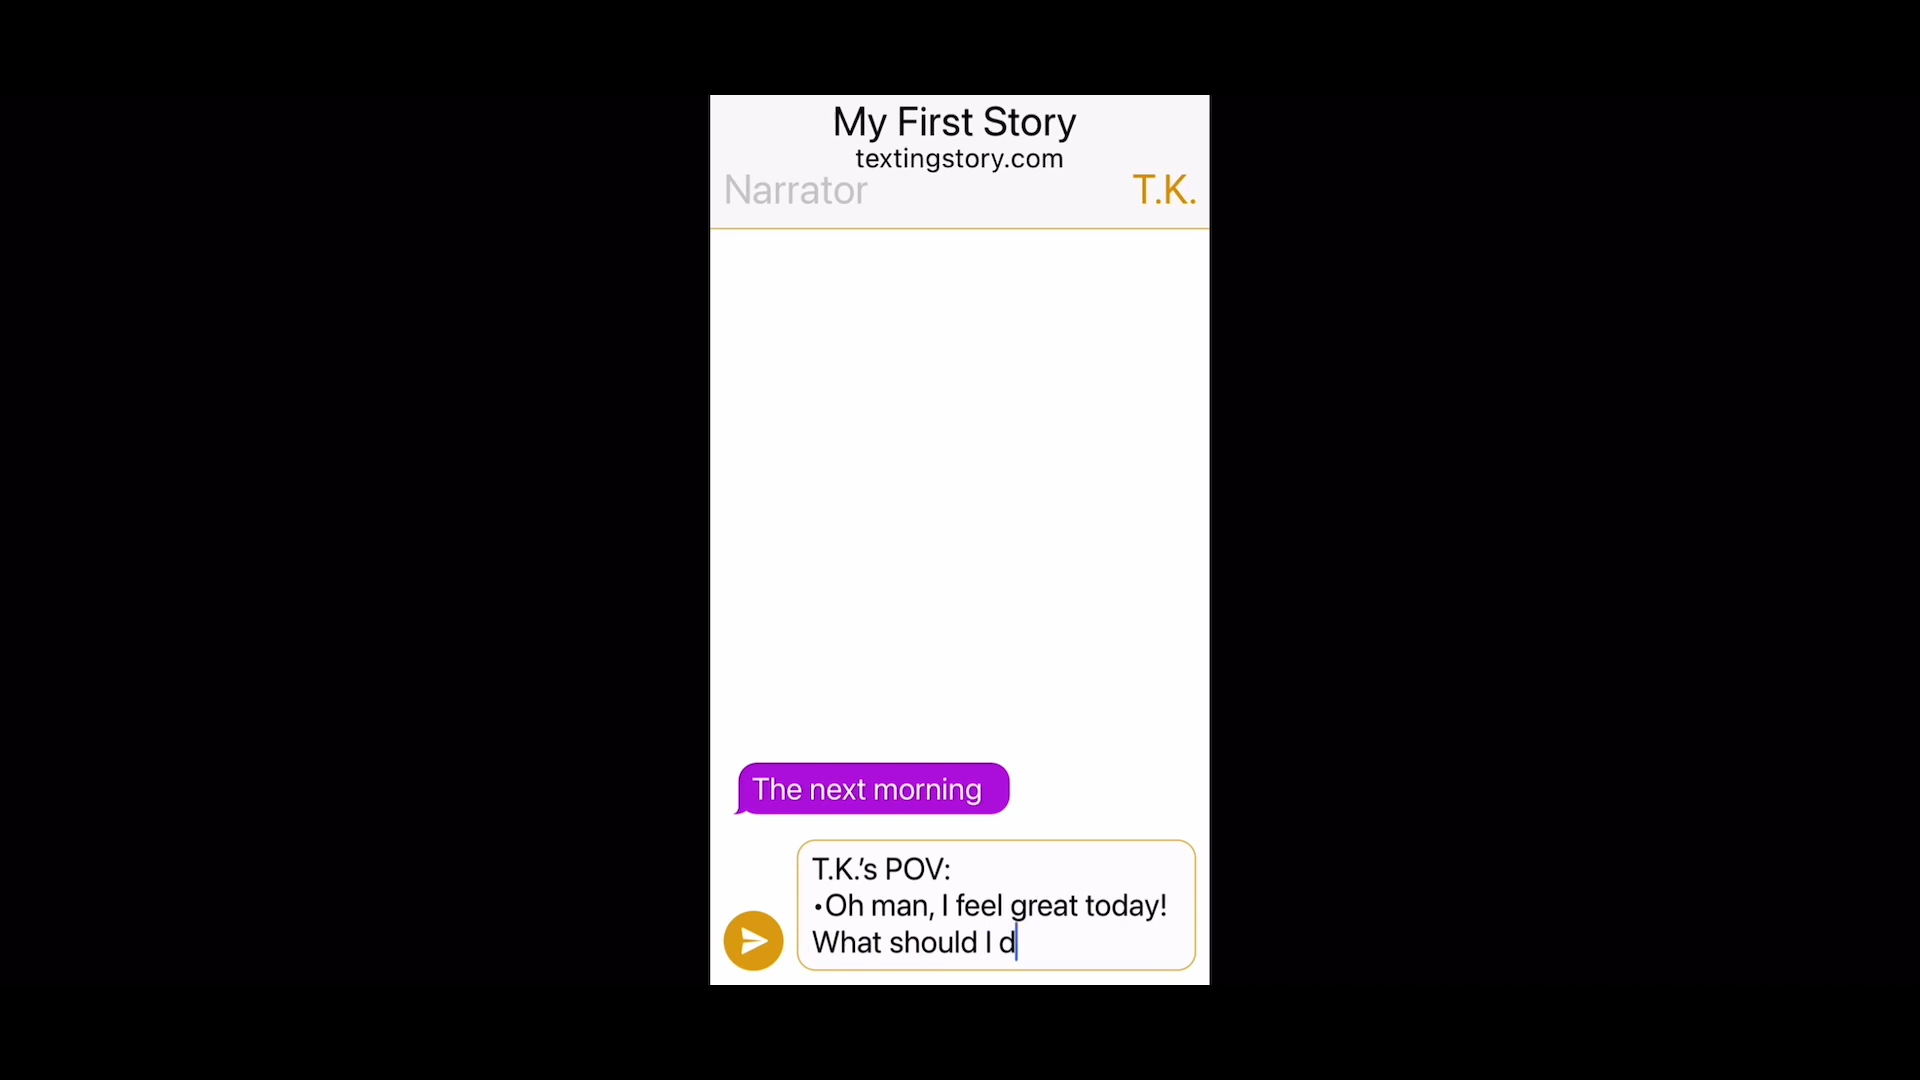 My First Story
textingstory.com
Narrator
T.K.
The next morning
T.K.’s POV:
•Oh man, I feel great today!
What should I d